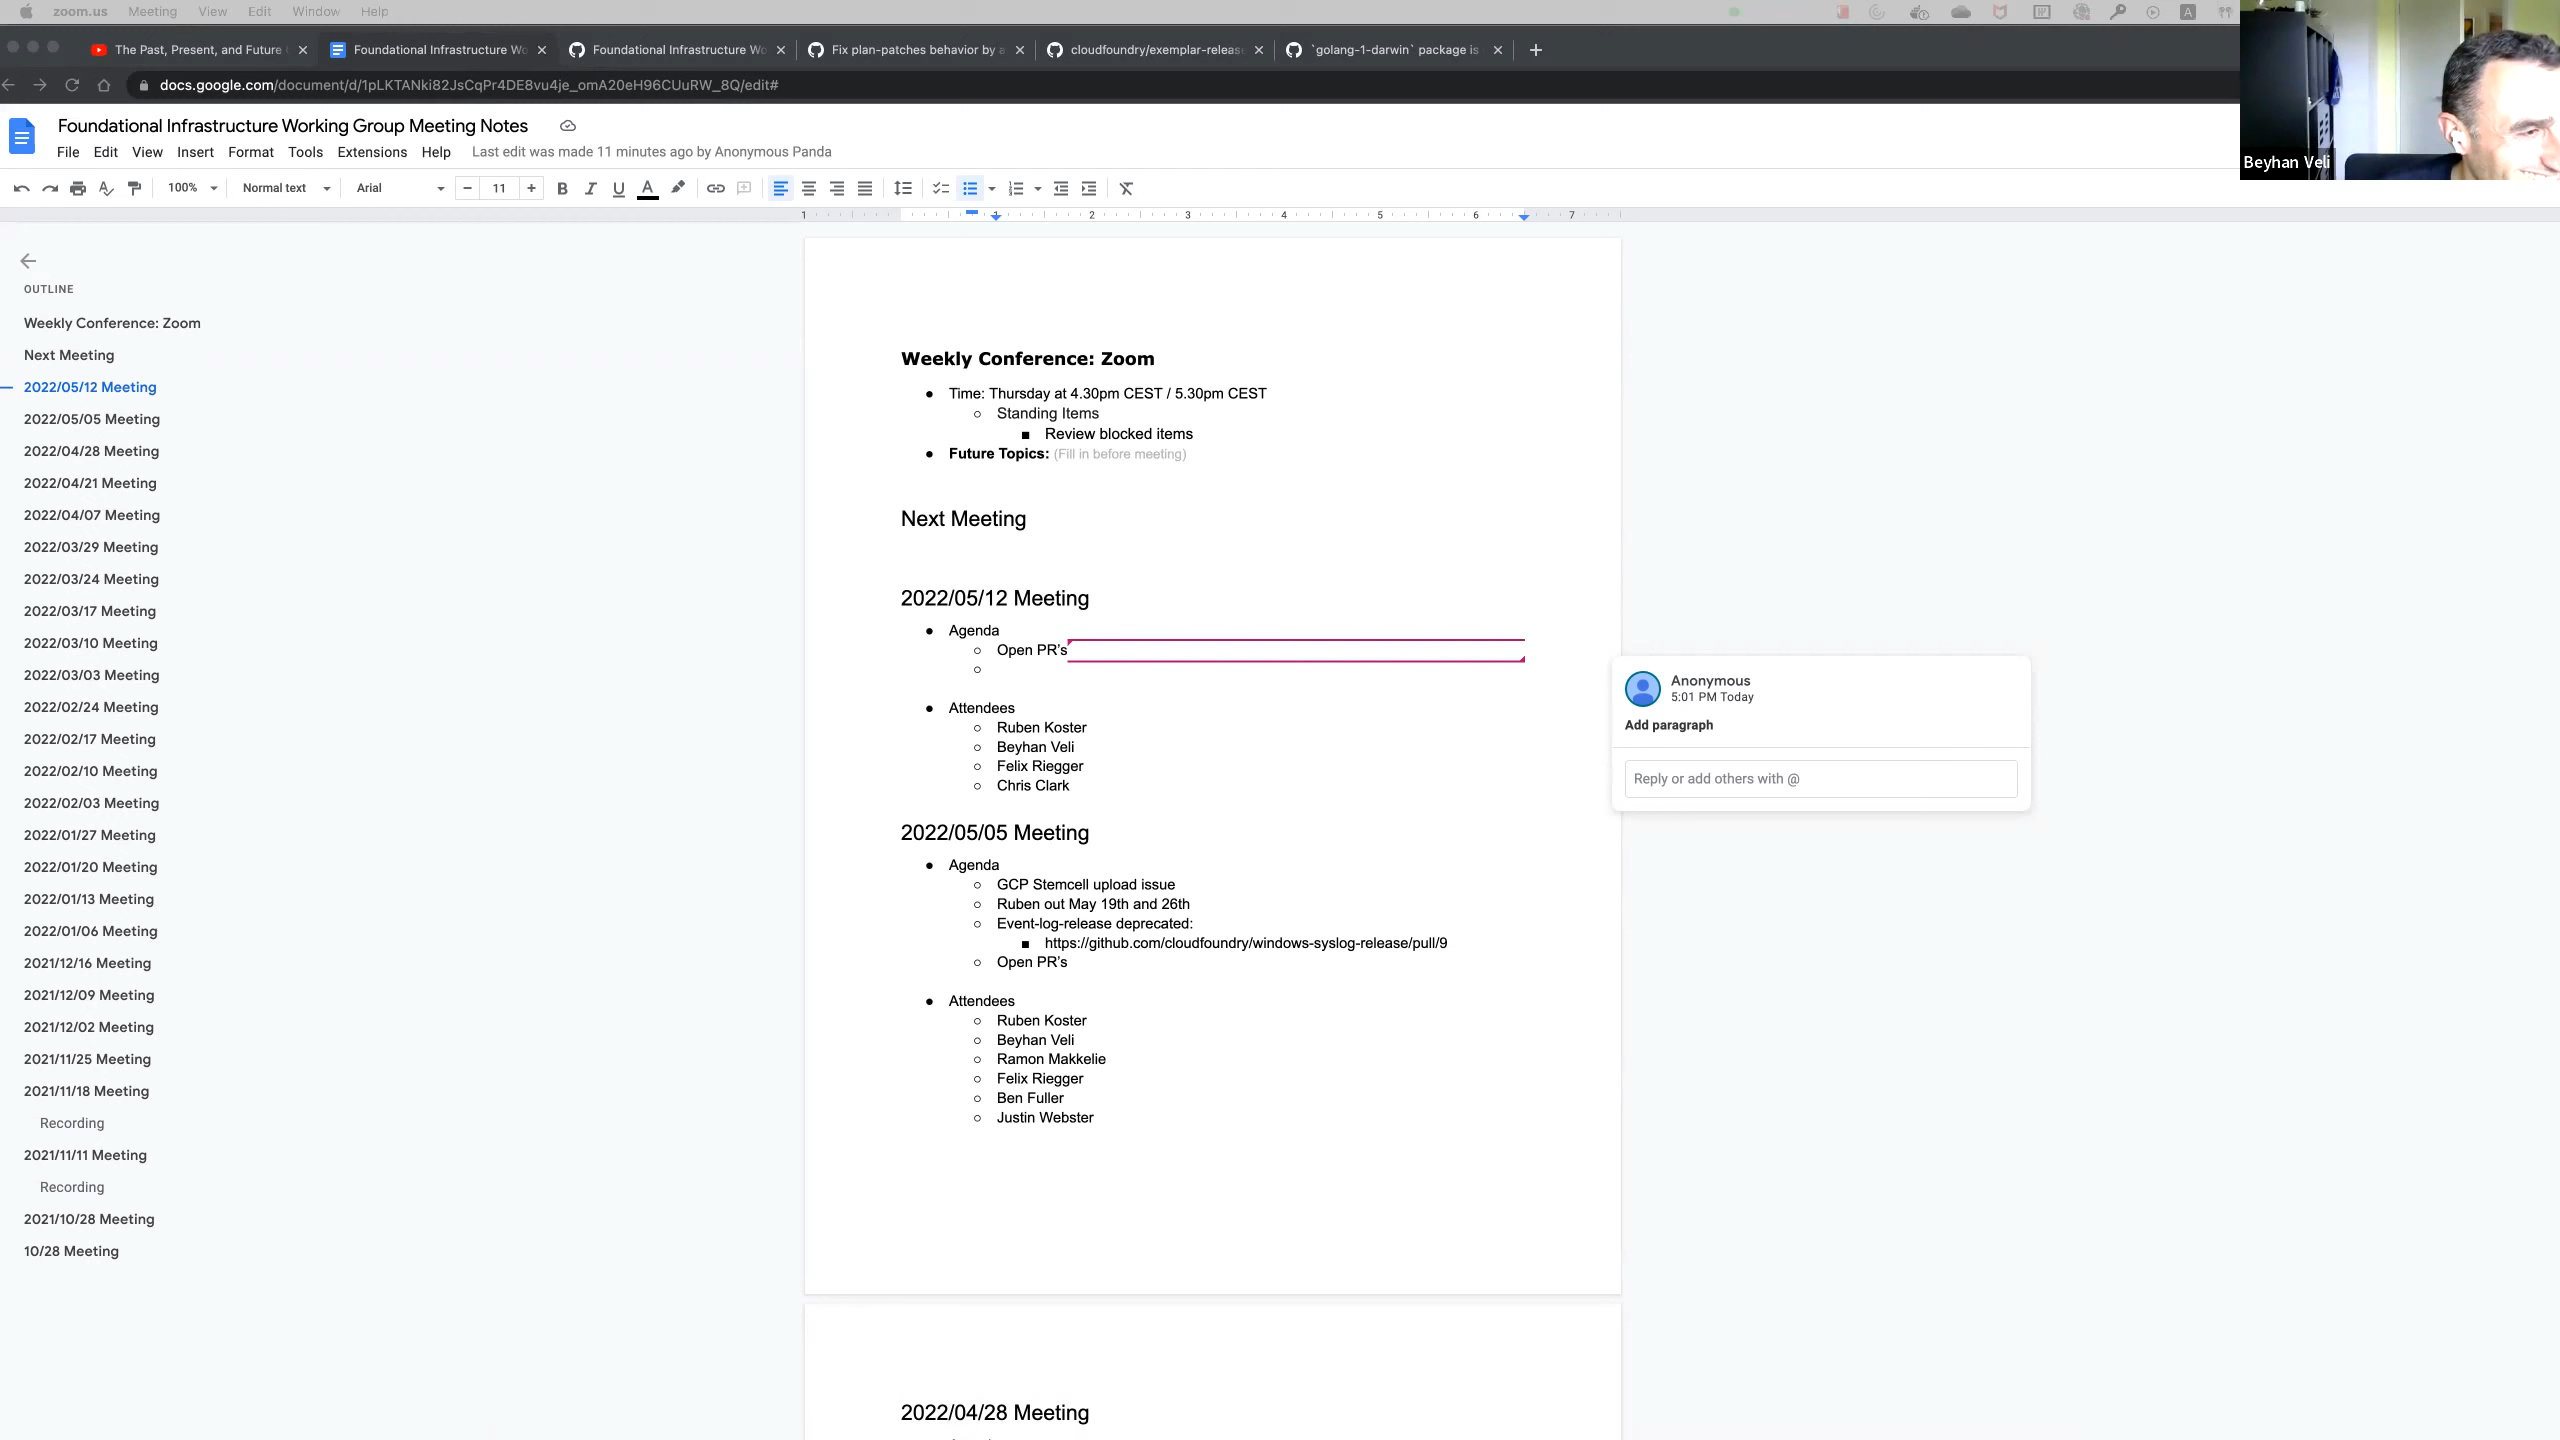 zoom.us Meeting View Edit Window Help
The Past, Present, and Future
Foundational Infrastructure Wo
Foundational Infrastructure Wo
Fix plan-patches behavior by a
cloudfoundry/exemplar-release
`golang-1-darwin` package is
docs.google.com/document/d/1pLKTANki82JsCqPr4DE8vu4je_omA20eH96CUuRW_8Q/edit#
Foundational Infrastructure Working Group Meeting Notes
File Edit View Insert Format Tools Extensions Help Last edit was made 11 minutes ago by Anonymous Panda
Beyhan Veli
100% Normal text Arial 11
1 1 2 3 4 5 6 7
OUTLINE
Weekly Conference: Zoom
Next Meeting
2022/05/12 Meeting
2022/05/05 Meeting
2022/04/28 Meeting
2022/04/21 Meeting
2022/04/07 Meeting
2022/03/29 Meeting
2022/03/24 Meeting
2022/03/17 Meeting
2022/03/10 Meeting
2022/03/03 Meeting
2022/02/24 Meeting
2022/02/17 Meeting
2022/02/10 Meeting
2022/02/03 Meeting
2022/01/27 Meeting
2022/01/20 Meeting
2022/01/13 Meeting
2022/01/06 Meeting
2021/12/16 Meeting
2021/12/09 Meeting
2021/12/02 Meeting
2021/11/25 Meeting
2021/11/18 Meeting
Recording
2021/11/11 Meeting
Recording
2021/10/28 Meeting
10/28 Meeting
Weekly Conference: Zoom
Time: Thursday at 4.30pm CEST / 5.30pm CEST
Standing Items
Review blocked items
Future Topics: (Fill in before meeting)
Next Meeting
2022/05/12 Meeting
Agenda
Open PR's
Attendees
Ruben Koster
Beyhan Veli
Felix Riegger
Chris Clark
2022/05/05 Meeting
Agenda
GCP Stemcell upload issue
Ruben out May 19th and 26th
Event-log-release deprecated:
https://github.com/cloudfoundry/windows-syslog-release/pull/9
Open PR's
Attendees
Ruben Koster
Beyhan Veli
Ramon Makkelie
Felix Riegger
Ben Fuller
Justin Webster
2022/04/28 Meeting
Anonymous
5:01 PM Today
Add paragraph
Reply or add others with @